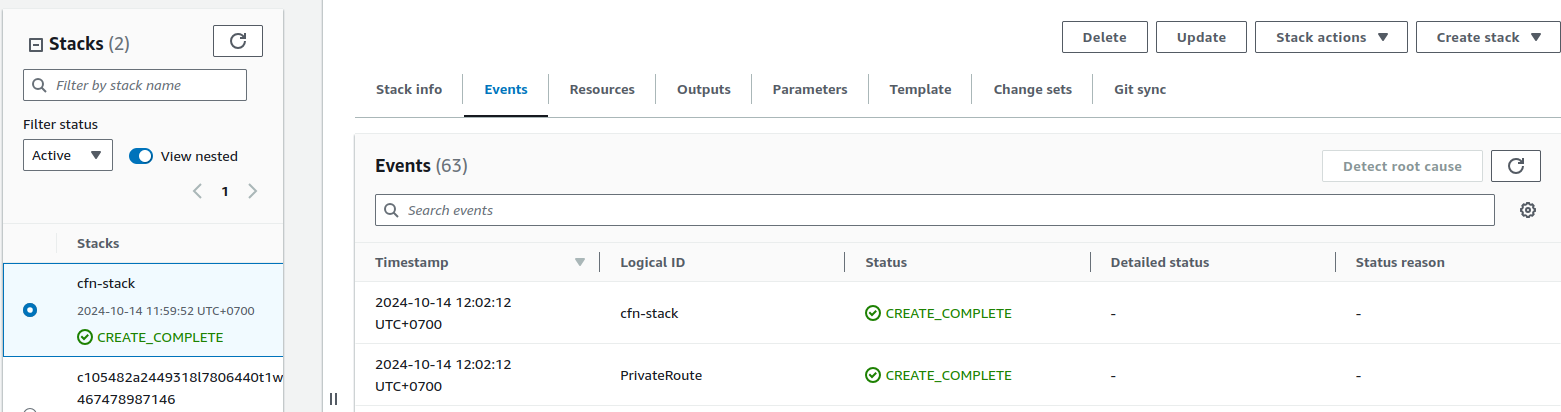 Stacks (2)
Filter by stack name
Filter status
Active
View nested
1
Stacks
cfn-stack
2024-10-14 11:59:52 UTC+0700
CREATE_COMPLETE
c105482a2449318l7806440t1w
467478987146
Delete
Update
Stack actions
Create stack
Stack info
Events
Resources
Outputs
Parameters
Template
Change sets
Git sync
Events (63)
Detect root cause
Search events
Timestamp
Logical ID
Status
Detailed status
Status reason
2024-10-14 12:02:12
UTC+0700
cfn-stack
CREATE_COMPLETE
-
-
2024-10-14 12:02:12
UTC+0700
PrivateRoute
CREATE_COMPLETE
-
-